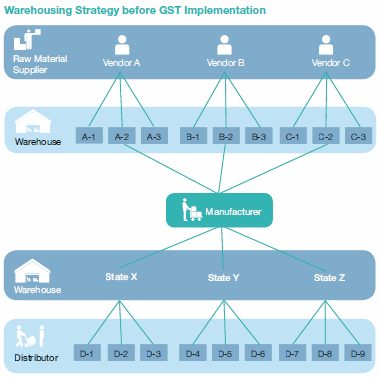 Warehousing Strategy before GST Implementation
Raw Material
Supplier
Vendor A
Vendor B
Vendor C
Warehouse
A-1
A-2
A-3
B-1
B-2
B-3
C-1
C-2
C-3
Manufacturer
Warehouse
State X
State Y
State Z
Distributor
D-1
D-2
D-3
D-4
D-5
D-6
D-7
D-8
D-9